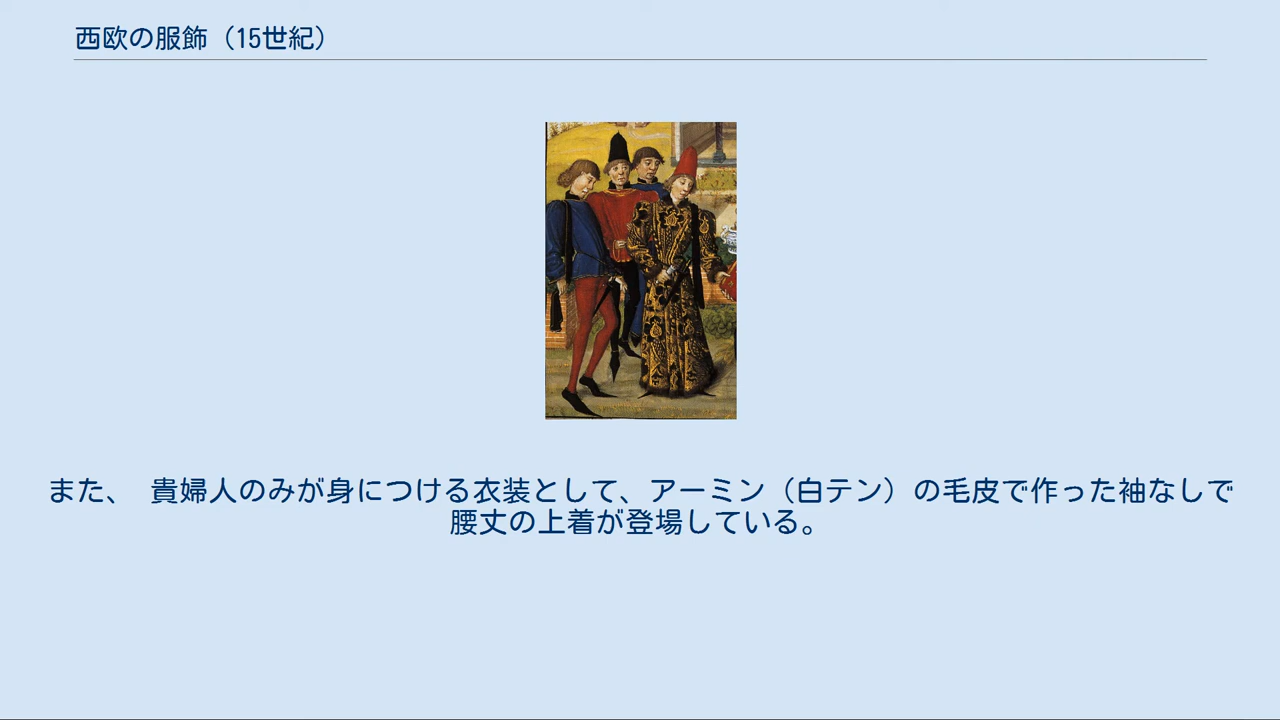 西欧の服飾（15世紀）
また、 貴婦人のみが身につける衣装として、アーミン（白テン）の毛皮で作った袖なしで
腰丈の上着が登場している。